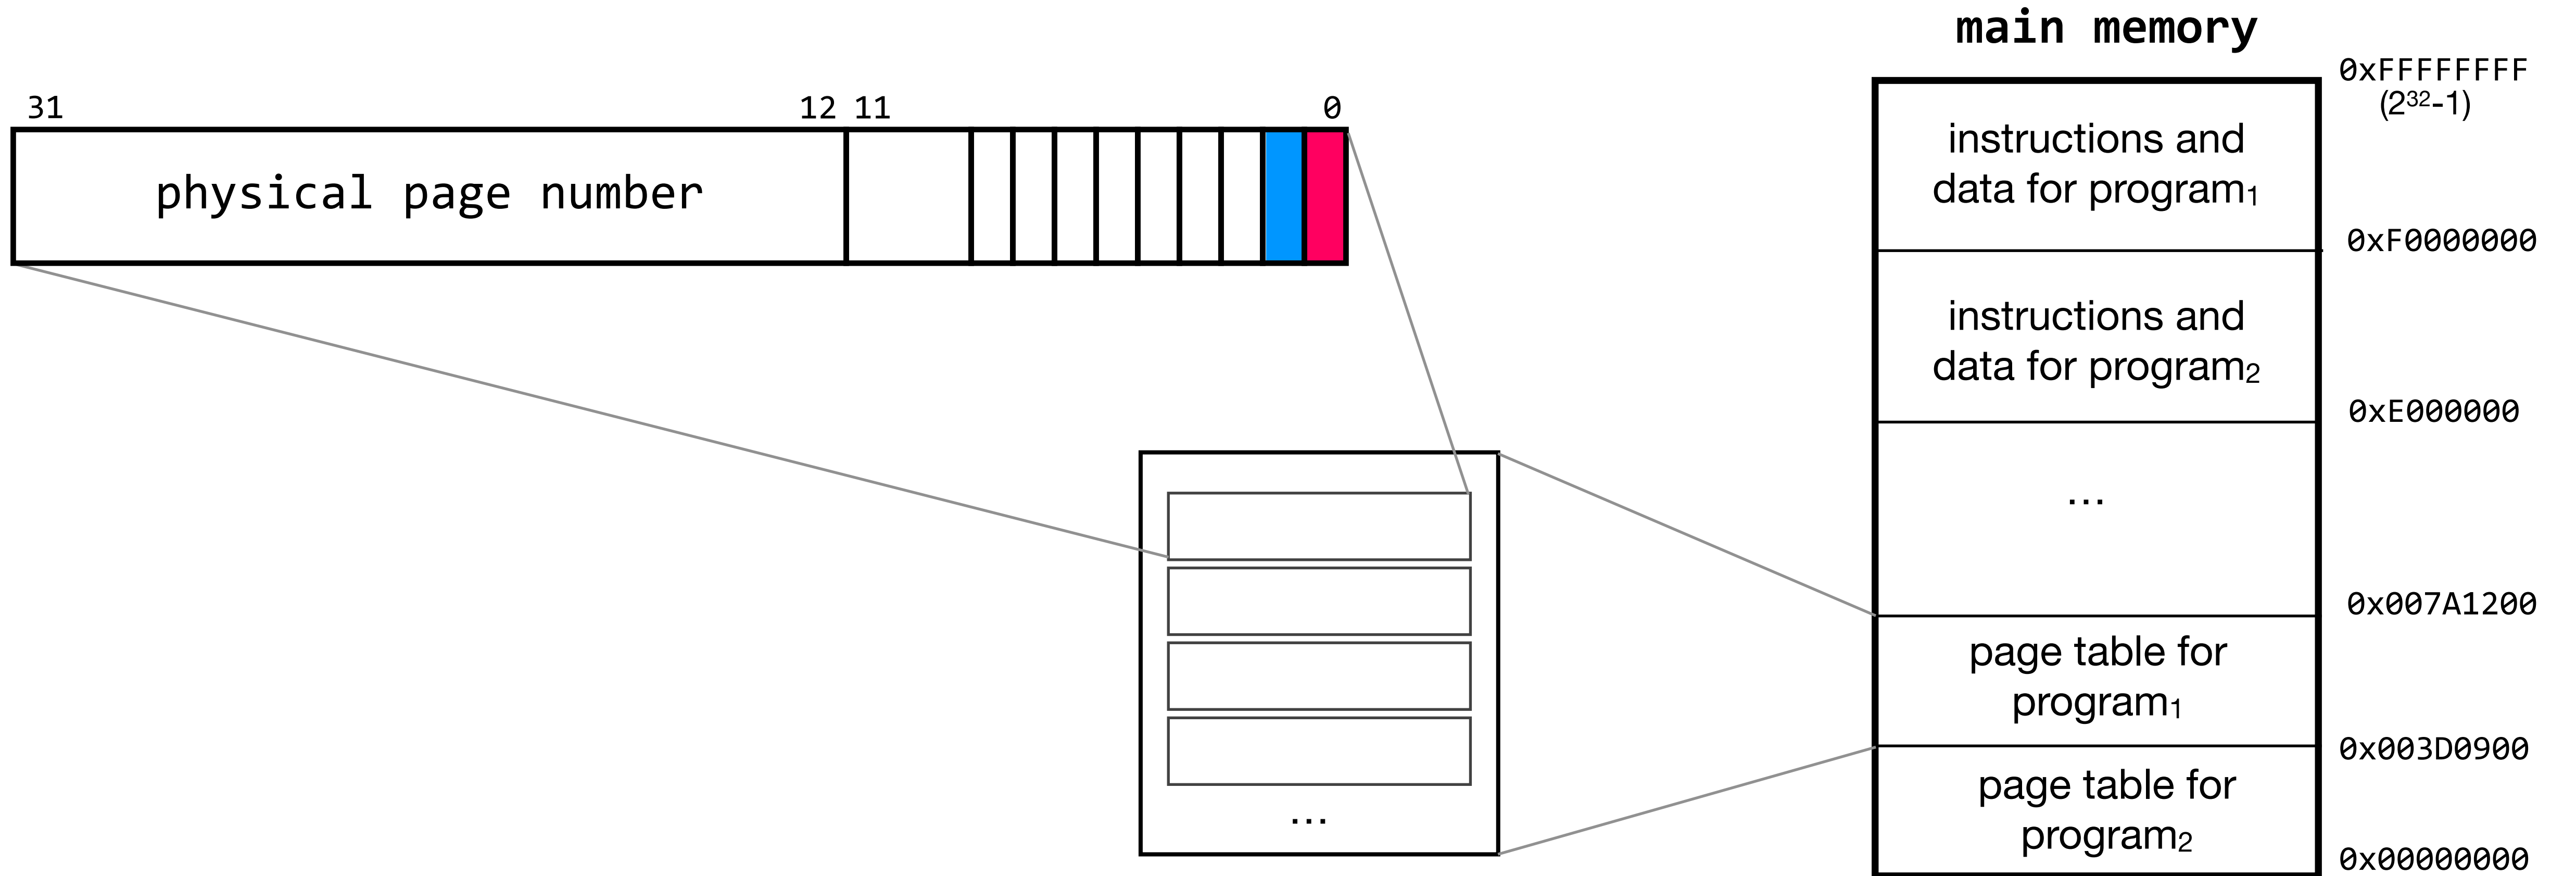 main memory
31 12 11 0
physical page number
0xFFFFFFFF
(2³²-1)
instructions and
data for program₁
0xF0000000
instructions and
data for program₂
0xE000000
...
0x007A1200
page table for
program₁
0x003D0900
page table for
program₂
0x00000000
...